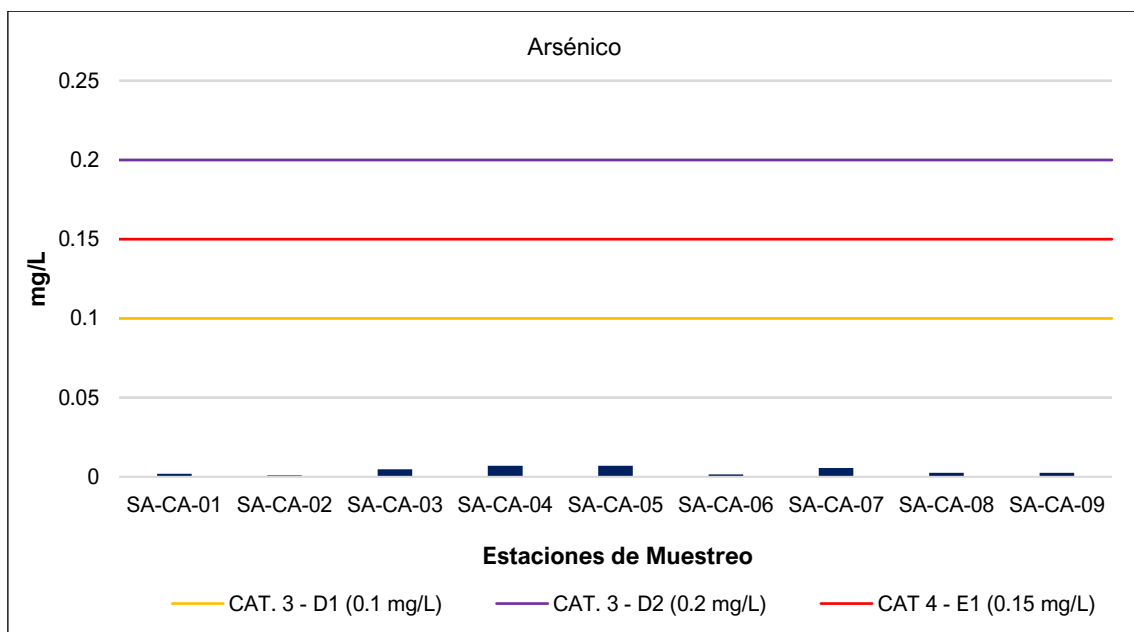 Arsénico
0.25
0.2
0.15
0.1
0.05
0
mg/L
SA-CA-01 SA-CA-02 SA-CA-03 SA-CA-04 SA-CA-05 SA-CA-06 SA-CA-07 SA-CA-08 SA-CA-09
Estaciones de Muestreo
CAT. 3 - D1 (0.1 mg/L) CAT. 3 - D2 (0.2 mg/L) CAT 4 - E1 (0.15 mg/L)